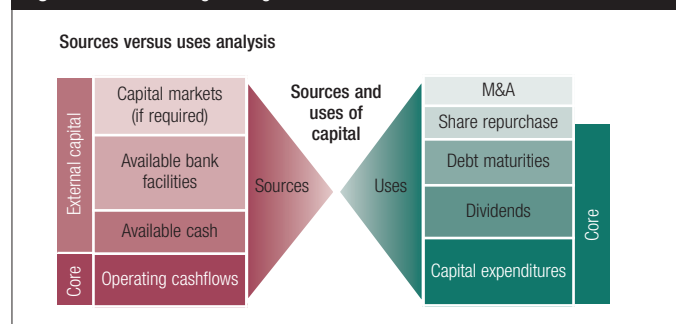 Sources versus uses analysis
External capital
Core
Capital markets
(if required)
Available bank
facilities
Available cash
Operating cashflows
Sources
Sources and
uses of
capital
Uses
M&A
Share repurchase
Debt maturities
Dividends
Capital expenditures
Core